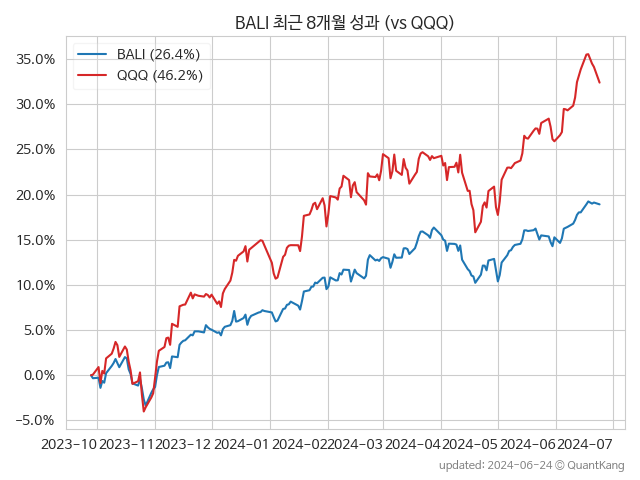 BALI 최근 8개월 성과 (vs QQQ)
BALI (26.4%)
QQQ (46.2%)
35.0%
30.0%
25.0%
20.0%
15.0%
10.0%
5.0%
0.0%
−5.0%
2023-10 2023-11 2023-12 2024-01 2024-02 2024-03 2024-04 2024-05 2024-06 2024-07
updated: 2024-06-24 © QuantKang